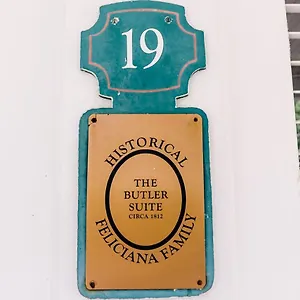 19
HISTORICAL
THE
BUTLER
SUITE
CIRCA 1812
FELICIANA FAMILY